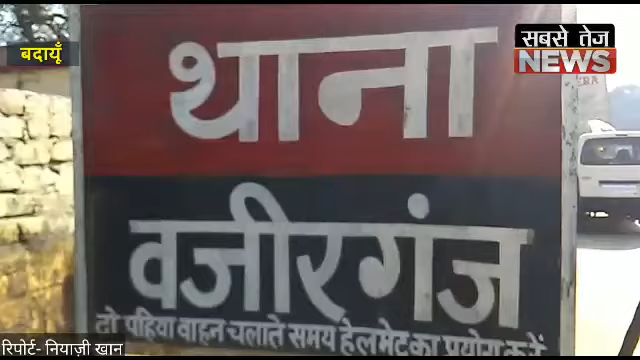 बदायूँ
सबसे तेज
NEWS
थाना
वजीरगंज
दो पहिया वाहन चलाते समय हेलमेट का प्रयोग करें
रिपोर्ट- नियाज़ी खान